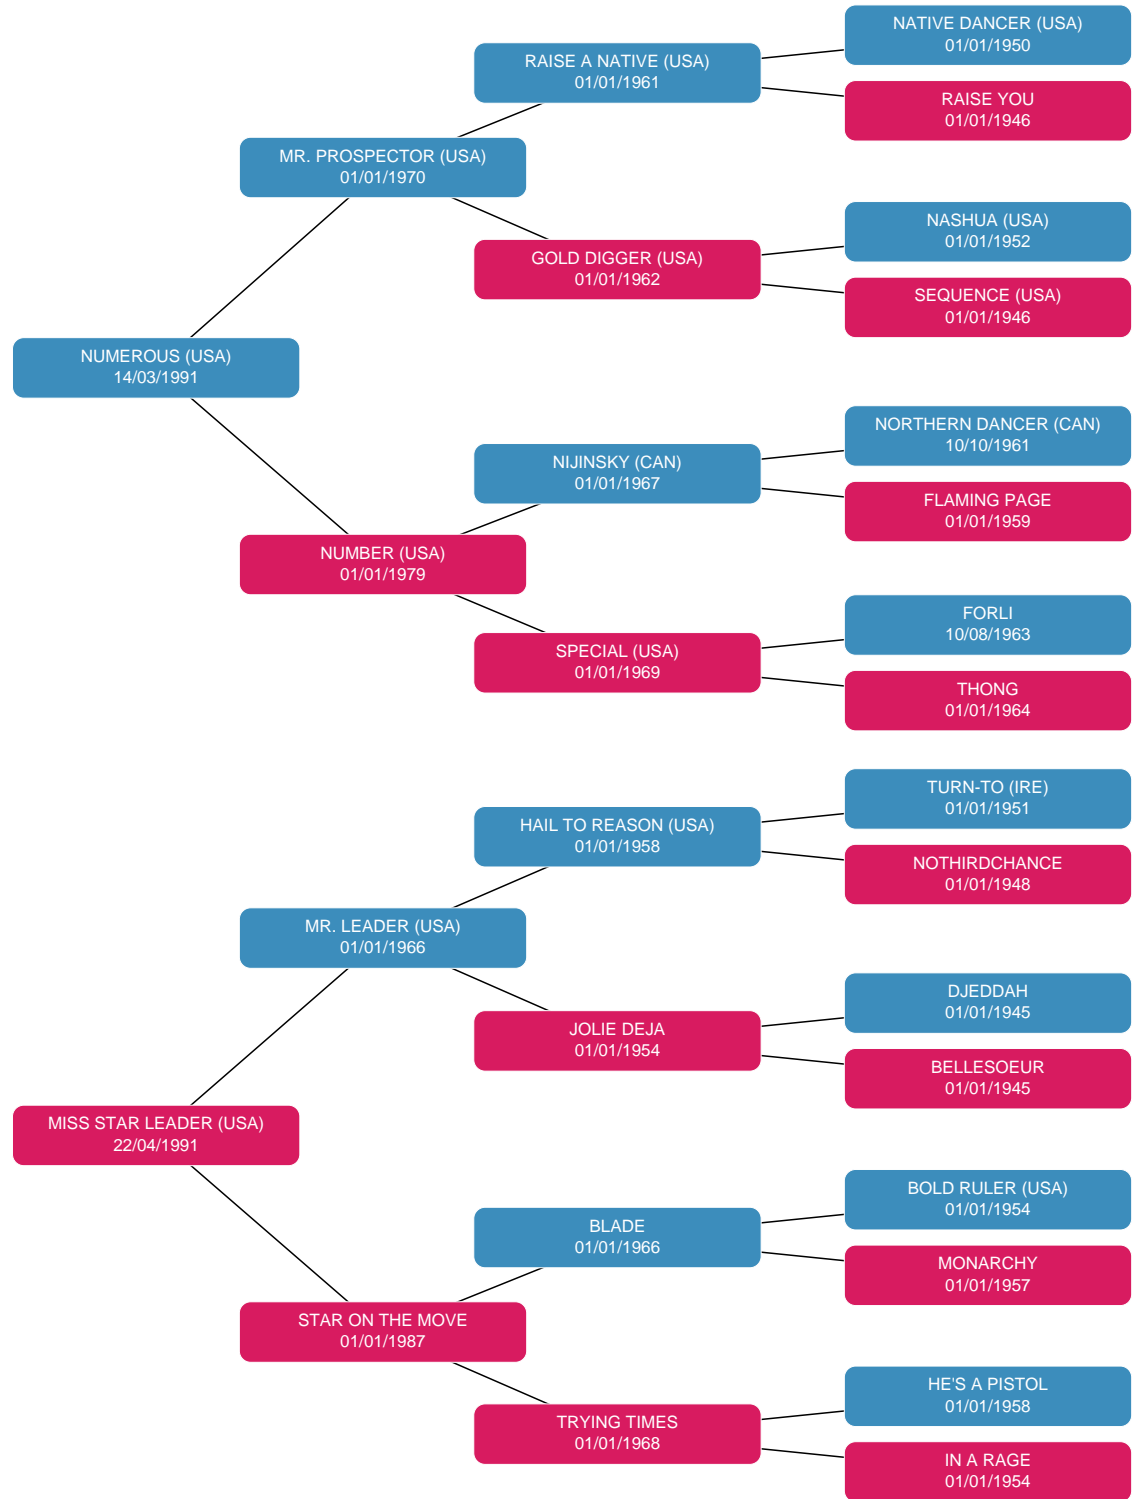 NATIVE DANCER (USA)
01/01/1950
RAISE A NATIVE (USA)
01/01/1961
RAISE YOU
01/01/1946
MR. PROSPECTOR (USA)
01/01/1970
NASHUA (USA)
01/01/1952
GOLD DIGGER (USA)
01/01/1962
SEQUENCE (USA)
01/01/1946
NUMEROUS (USA)
14/03/1991
NORTHERN DANCER (CAN)
10/10/1961
NIJINSKY (CAN)
01/01/1967
FLAMING PAGE
01/01/1959
NUMBER (USA)
01/01/1979
FORLI
10/08/1963
SPECIAL (USA)
01/01/1969
THONG
01/01/1964
TURN-TO (IRE)
01/01/1951
HAIL TO REASON (USA)
01/01/1958
NOTHIRDCHANCE
01/01/1948
MR. LEADER (USA)
01/01/1966
DJEDDAH
01/01/1945
JOLIE DEJA
01/01/1954
BELLESOEUR
01/01/1945
MISS STAR LEADER (USA)
22/04/1991
BOLD RULER (USA)
01/01/1954
BLADE
01/01/1966
MONARCHY
01/01/1957
STAR ON THE MOVE
01/01/1987
HE'S A PISTOL
01/01/1958
TRYING TIMES
01/01/1968
IN A RAGE
01/01/1954